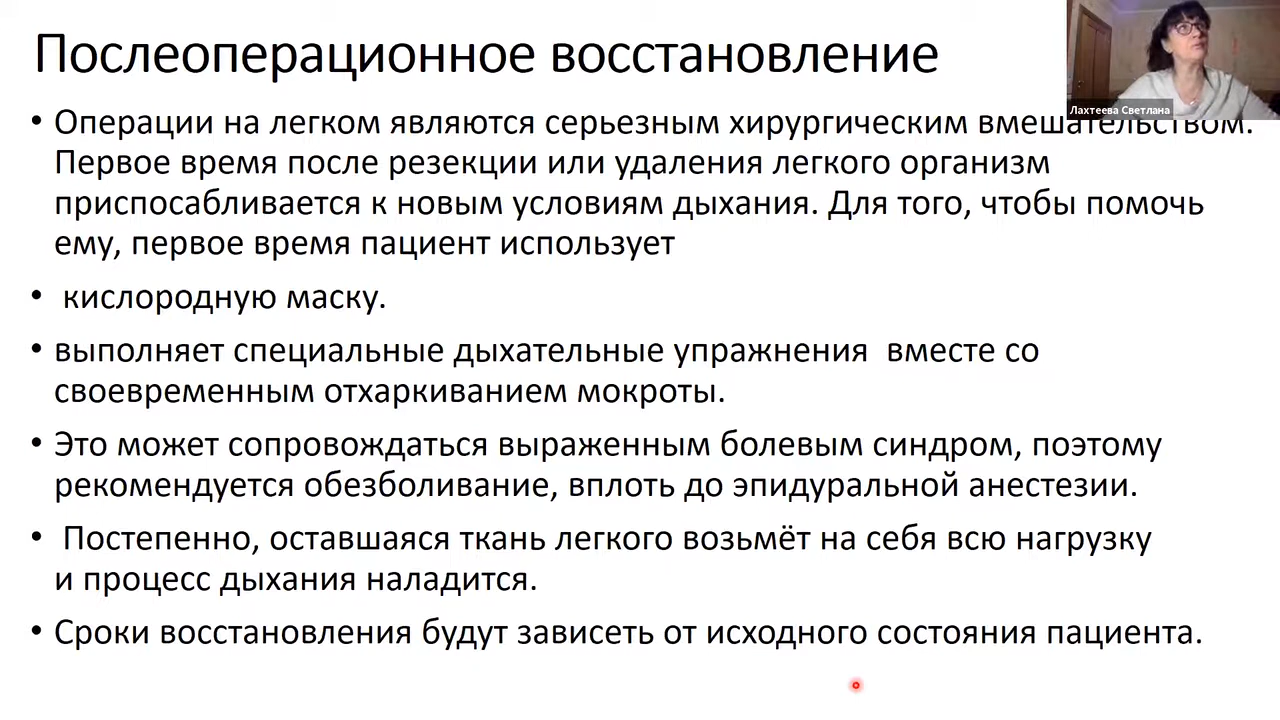 Послеоперационное восстановление
Лахтеева Светлана
• Операции на легком являются серьезным хирургическим вмешательством.
Первое время после резекции или удаления легкого организм
приспосабливается к новым условиям дыхания. Для того, чтобы помочь
ему, первое время пациент использует
• кислородную маску.
• выполняет специальные дыхательные упражнения вместе со
своевременным отхаркиванием мокроты.
• Это может сопровождаться выраженным болевым синдром, поэтому
рекомендуется обезболивание, вплоть до эпидуральной анестезии.
• Постепенно, оставшаяся ткань легкого возьмёт на себя всю нагрузку
и процесс дыхания наладится.
• Сроки восстановления будут зависеть от исходного состояния пациента.